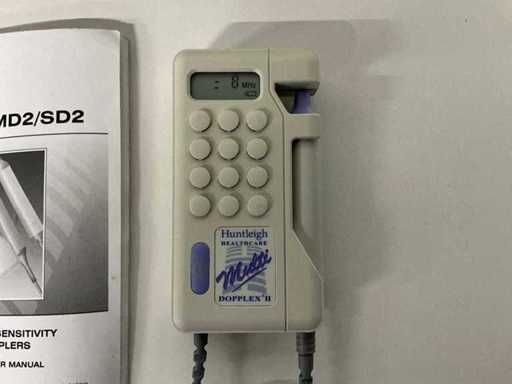 MD2/SD2
SENSITIVITY
PLERS
R MANUAL
= 8 MHz
Huntleigh
HEALTHCARE
Multi
DOPPLEX® II